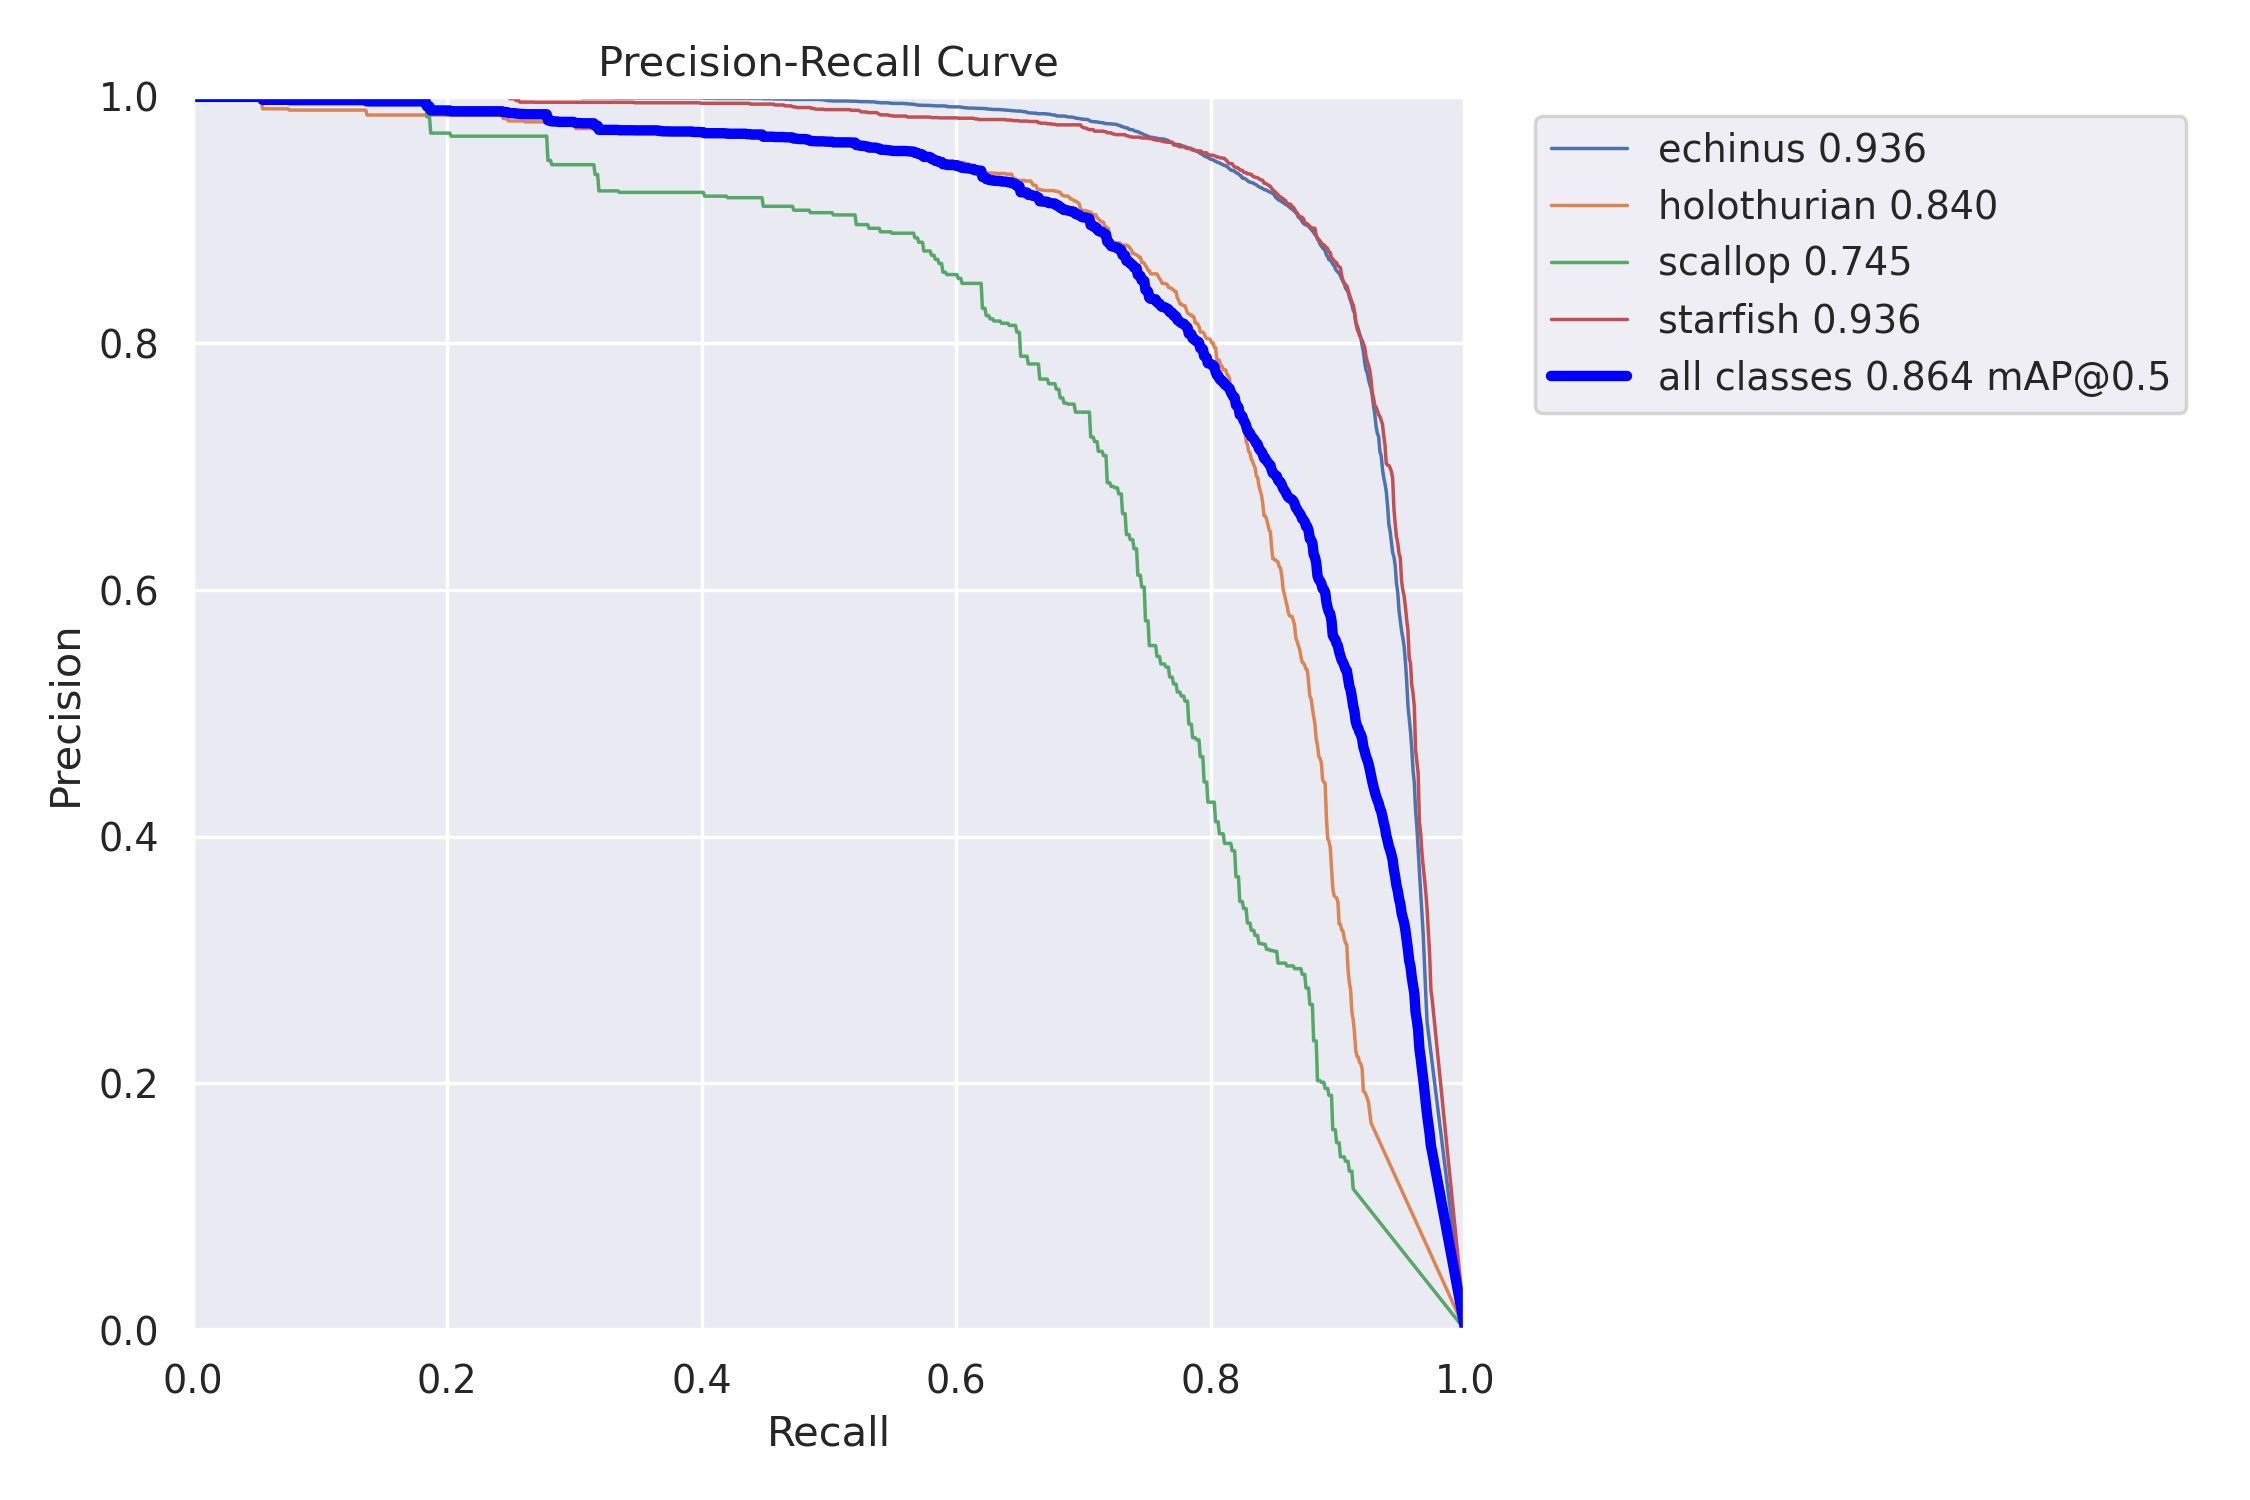 Precision-Recall Curve
1.0
0.8
0.6
0.4
0.2
0.0
Precision
0.0 0.2 0.4 0.6 0.8 1.0
Recall
echinus 0.936
holothurian 0.840
scallop 0.745
starfish 0.936
all classes 0.864 mAP@0.5